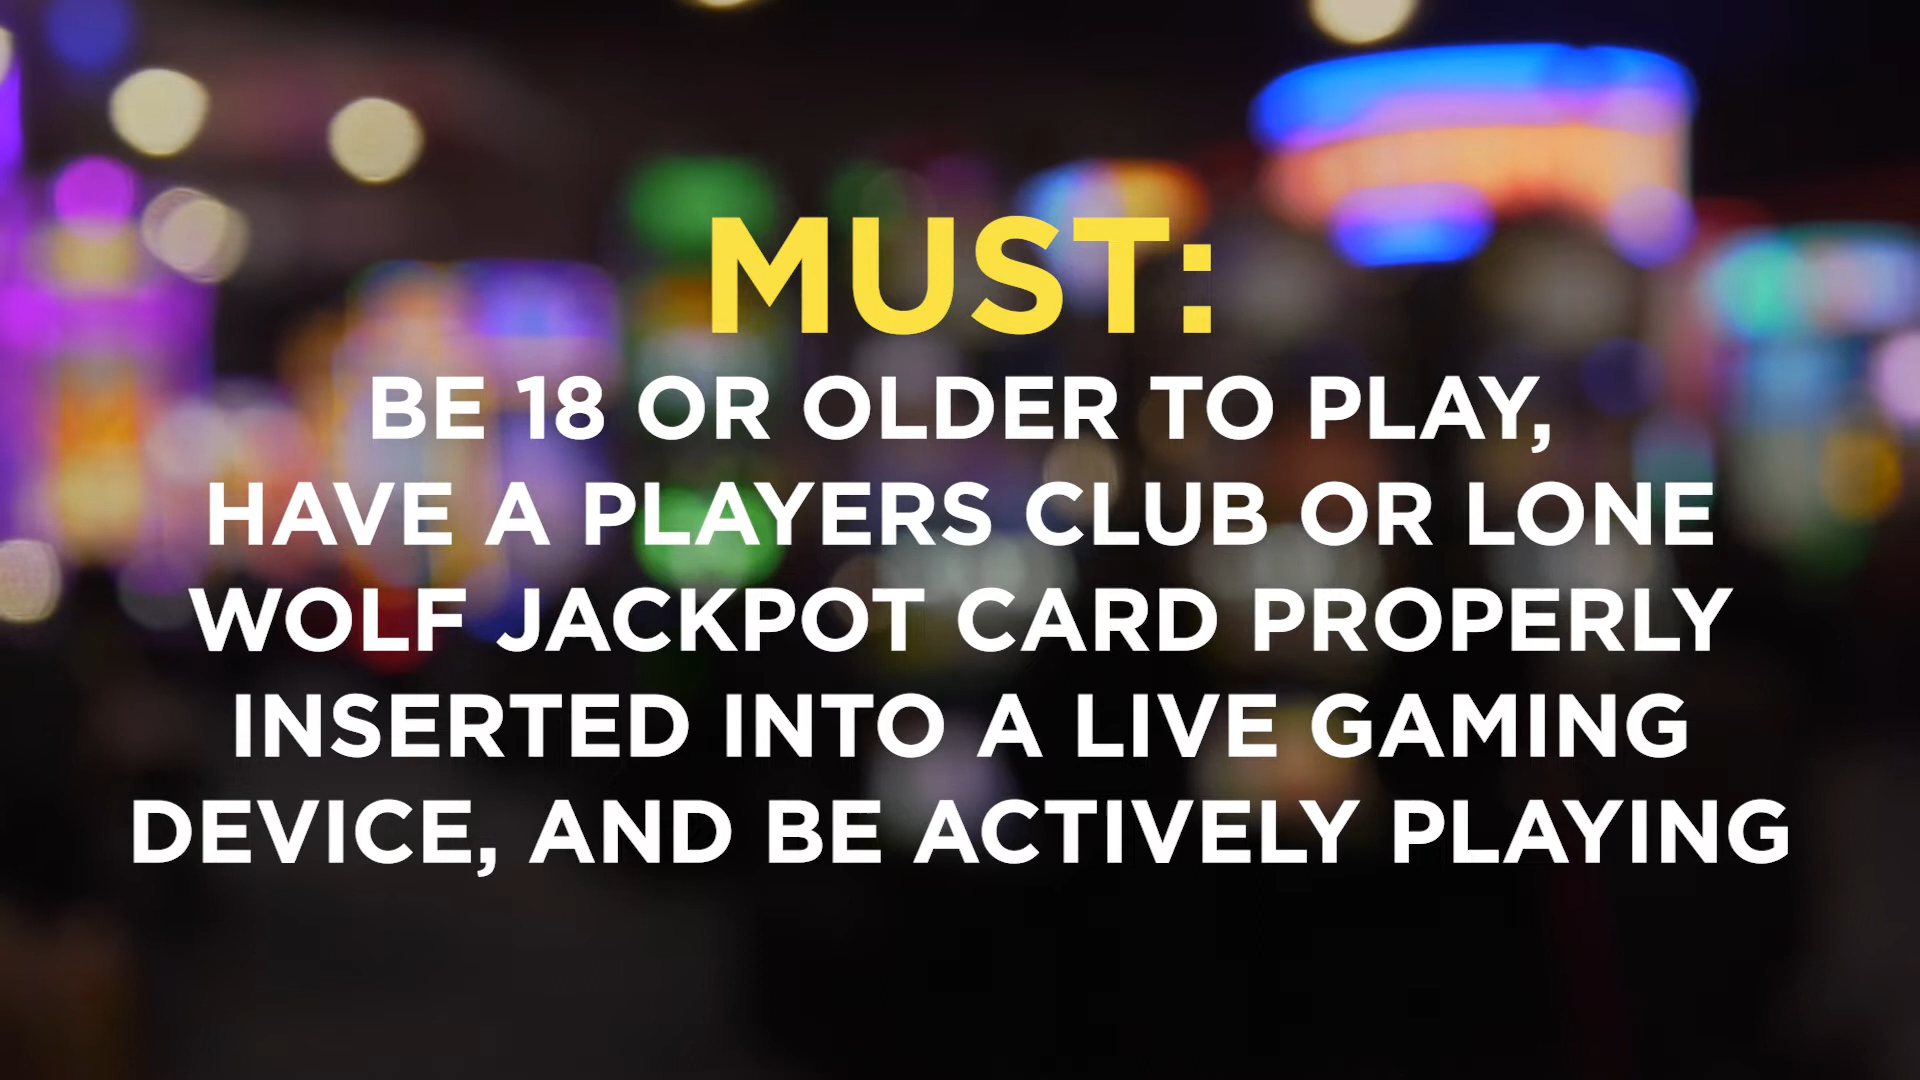 MUST:
BE 18 OR OLDER TO PLAY,
HAVE A PLAYERS CLUB OR LONE
WOLF JACKPOT CARD PROPERLY
INSERTED INTO A LIVE GAMING
DEVICE, AND BE ACTIVELY PLAYING